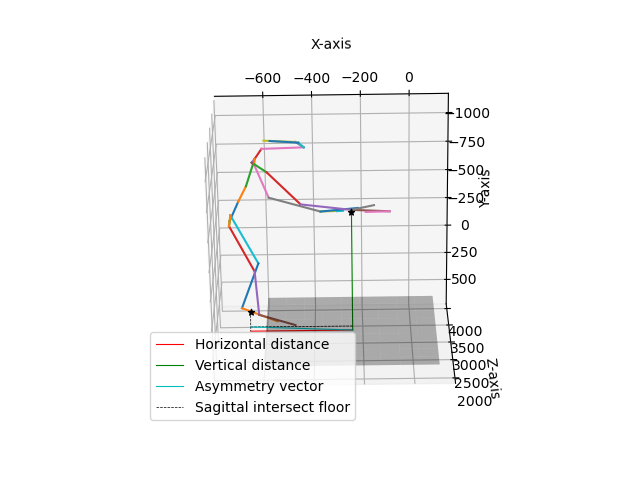 X-axis
−600 −400 −200 0
−1000
−750
−500
−250
0
250
500
Y-axis
4000
3500
3000
2500
2000
Z-axis
Horizontal distance
Vertical distance
Asymmetry vector
Sagittal intersect floor